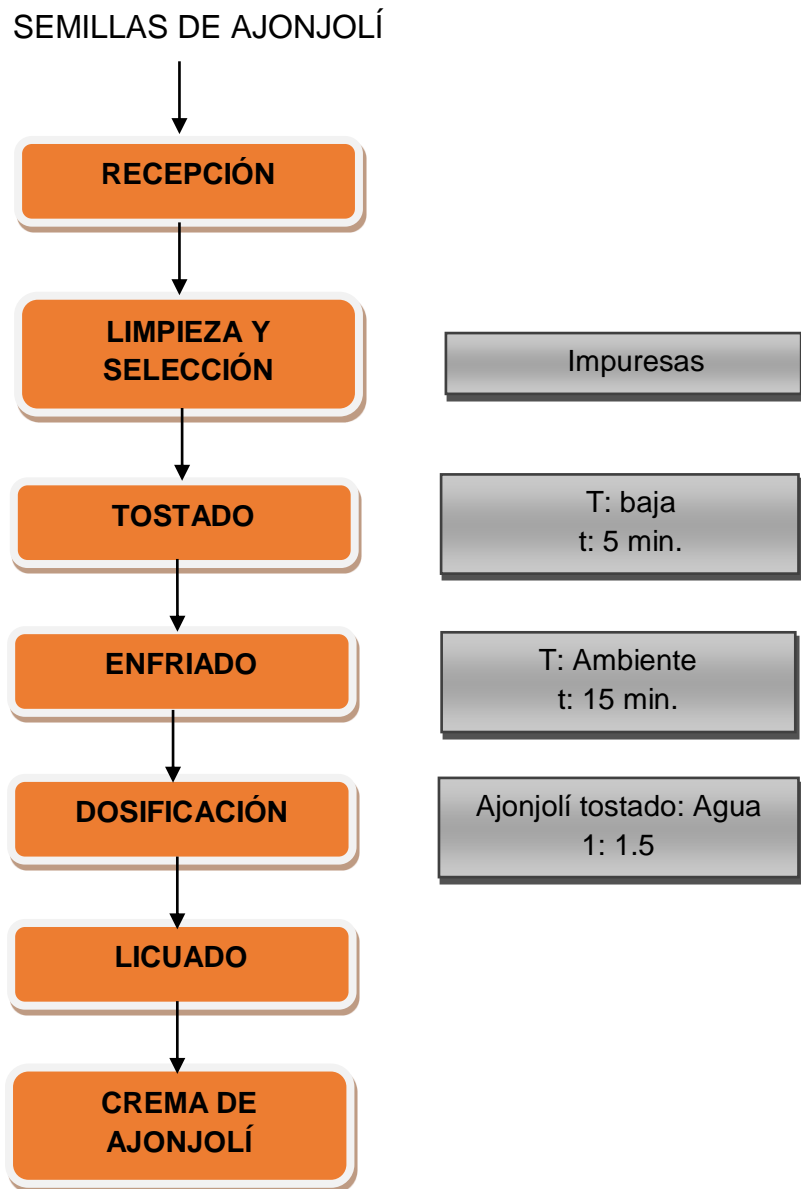 SEMILLAS DE AJONJOLÍ
RECEPCIÓN
LIMPIEZA Y
SELECCIÓN
Impuresas
TOSTADO
T: baja
t: 5 min.
ENFRIADO
T: Ambiente
t: 15 min.
DOSIFICACIÓN
Ajonjolí tostado: Agua
1: 1.5
LICUADO
CREMA DE
AJONJOLÍ